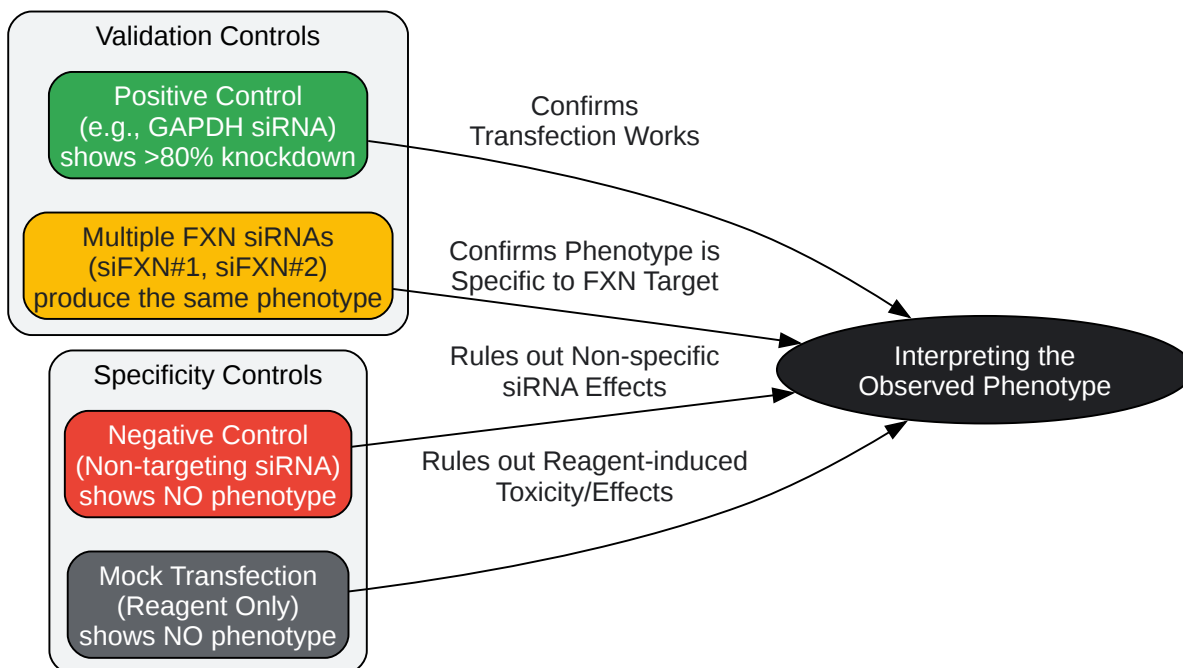 Validation Controls
Positive Control
(e.g., GAPDH siRNA)
shows >80% knockdown
Confirms
Transfection Works
Multiple FXN siRNAs
(siFXN#1, siFXN#2)
produce the same phenotype
Confirms Phenotype is
Specific to FXN Target
Specificity Controls
Negative Control
(Non-targeting siRNA)
shows NO phenotype
Rules out Non-specific
siRNA Effects
Mock Transfection
(Reagent Only)
shows NO phenotype
Rules out Reagent-induced
Toxicity/Effects
Interpreting the
Observed Phenotype